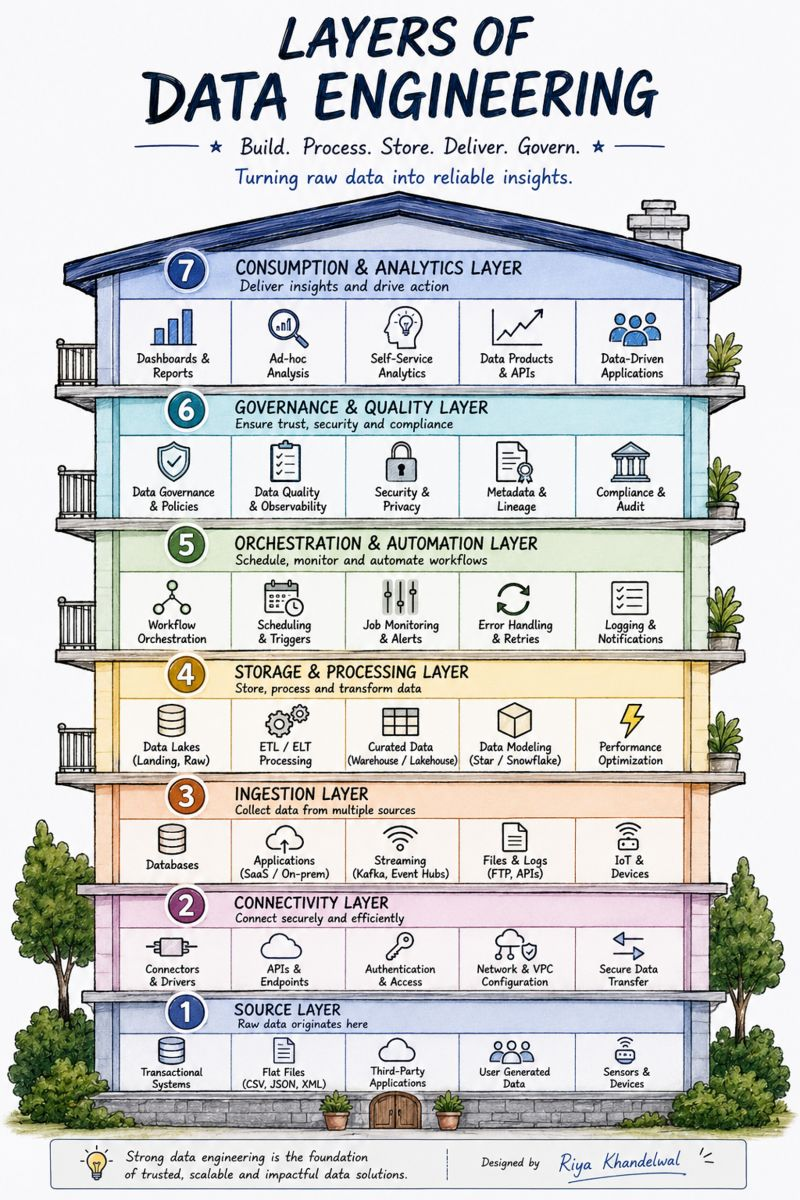 LAYERS OF
DATA ENGINEERING
Build. Process. Store. Deliver. Govern.
Turning raw data into reliable insights.
7
CONSUMPTION & ANALYTICS LAYER
Deliver insights and drive action
Dashboards &
Reports
Ad-hoc
Analysis
Self-Service
Analytics
Data Products
& APIs
Data-Driven
Applications
6
GOVERNANCE & QUALITY LAYER
Ensure trust, security and compliance
Data Governance
& Policies
Data Quality
& Observability
Security &
Privacy
Metadata &
Lineage
Compliance &
Audit
5
ORCHESTRATION & AUTOMATION LAYER
Schedule, monitor and automate workflows
Workflow
Orchestration
Scheduling
& Triggers
Job Monitoring
& Alerts
Error Handling
& Retries
Logging &
Notifications
4
STORAGE & PROCESSING LAYER
Store, process and transform data
Data Lakes
(Landing, Raw)
ETL / ELT
Processing
Curated Data
(Warehouse / Lakehouse)
Data Modeling
(Star / Snowflake)
Performance
Optimization
3
INGESTION LAYER
Collect data from multiple sources
Databases
Applications
(SaaS / On-prem)
Streaming
(Kafka, Event Hubs)
Files & Logs
(FTP, APIs)
IoT &
Devices
2
CONNECTIVITY LAYER
Connect securely and efficiently
Connectors
& Drivers
APIs &
Endpoints
Authentication
& Access
Network & VPC
Configuration
Secure Data
Transfer
1
SOURCE LAYER
Raw data originates here
Transactional
Systems
Flat Files
(CSV, JSON, XML)
Third-Party
Applications
User Generated
Data
Sensors &
Devices
Strong data engineering is the foundation
of trusted, scalable and impactful data solutions.
Designed by Riya Khandelwal